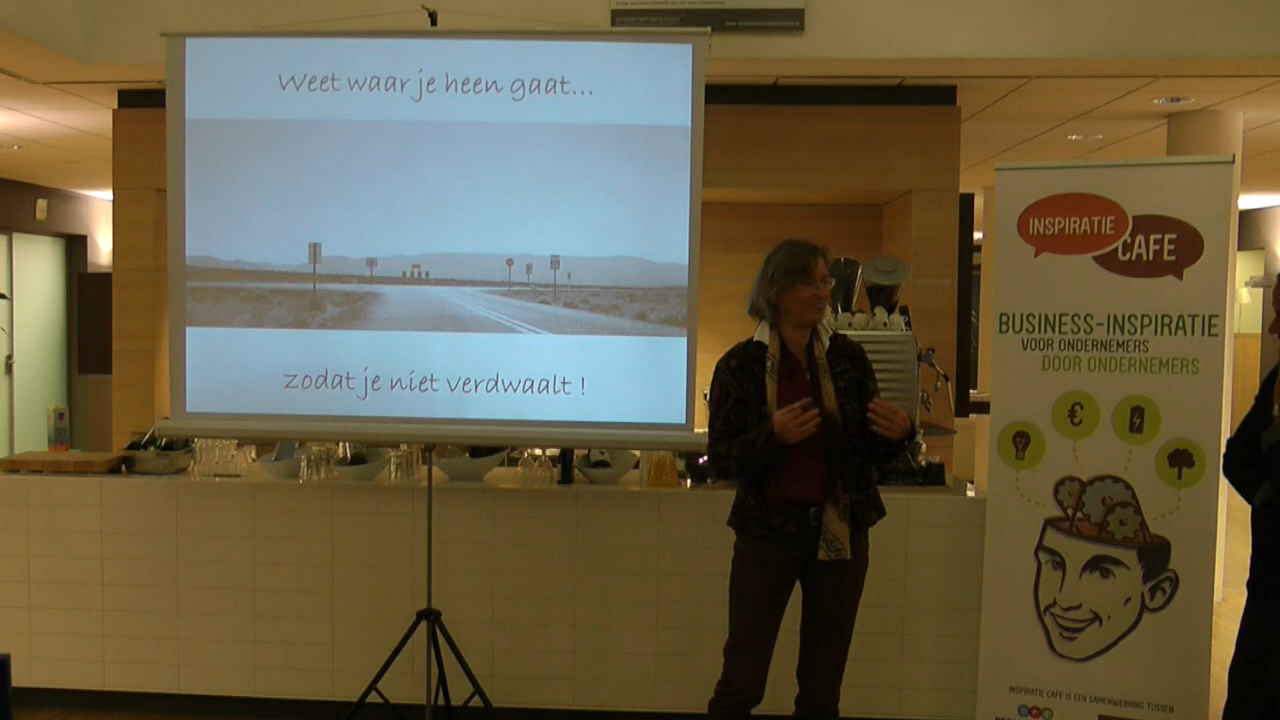 Weet waar je heen gaat...
zodat je niet verdwaalt !
INSPIRATIE
CAFE
BUSINESS-INSPIRATIE
VOOR ONDERNEMERS
DOOR ONDERNEMERS
€
INSPIRATIE CAFE IS EEN SAMENWERKING TUSSEN